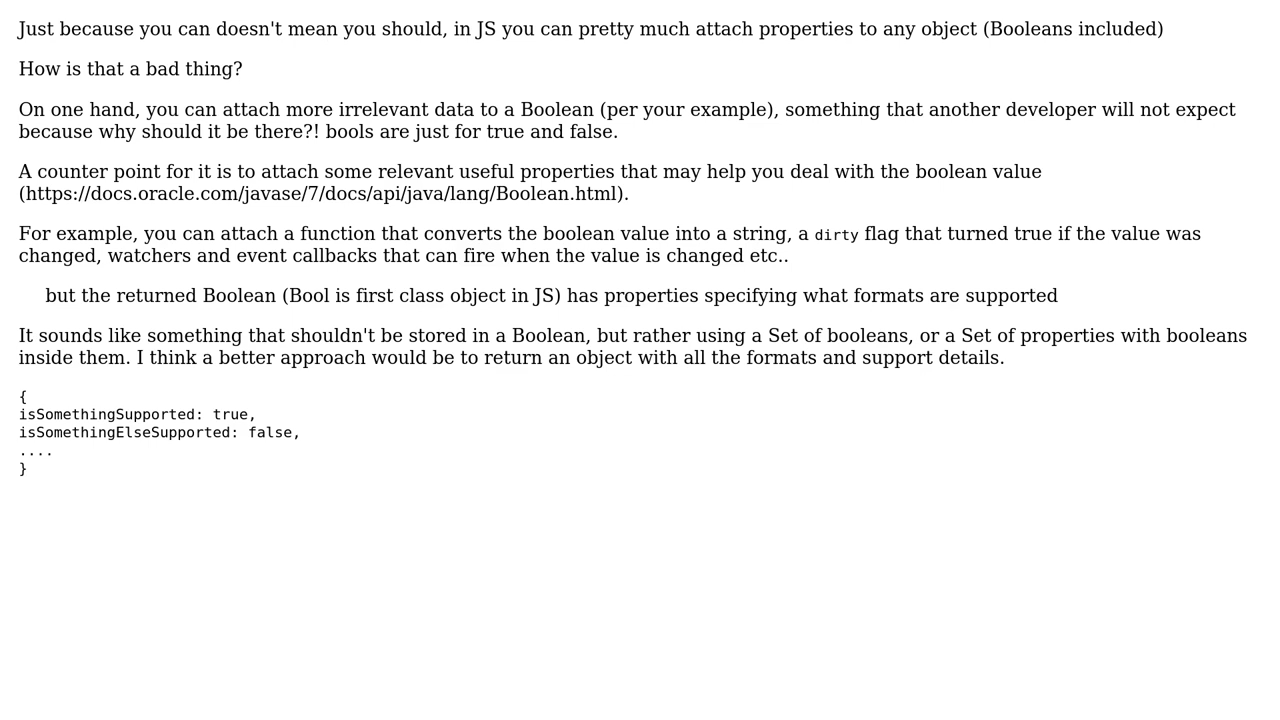 Just because you can doesn't mean you should, in JS you can pretty much attach properties to any object (Booleans included)
How is that a bad thing?
On one hand, you can attach more irrelevant data to a Boolean (per your example), something that another developer will not expect
because why should it be there?! bools are just for true and false.
A counter point for it is to attach some relevant useful properties that may help you deal with the boolean value
(https://docs.oracle.com/javase/7/docs/api/java/lang/Boolean.html).
For example, you can attach a function that converts the boolean value into a string, a dirty flag that turned true if the value was
changed, watchers and event callbacks that can fire when the value is changed etc..
but the returned Boolean (Bool is first class object in JS) has properties specifying what formats are supported
It sounds like something that shouldn't be stored in a Boolean, but rather using a Set of booleans, or a Set of properties with booleans
inside them. I think a better approach would be to return an object with all the formats and support details.
{
isSomethingSupported: true,
isSomethingElseSupported: false,
....
}